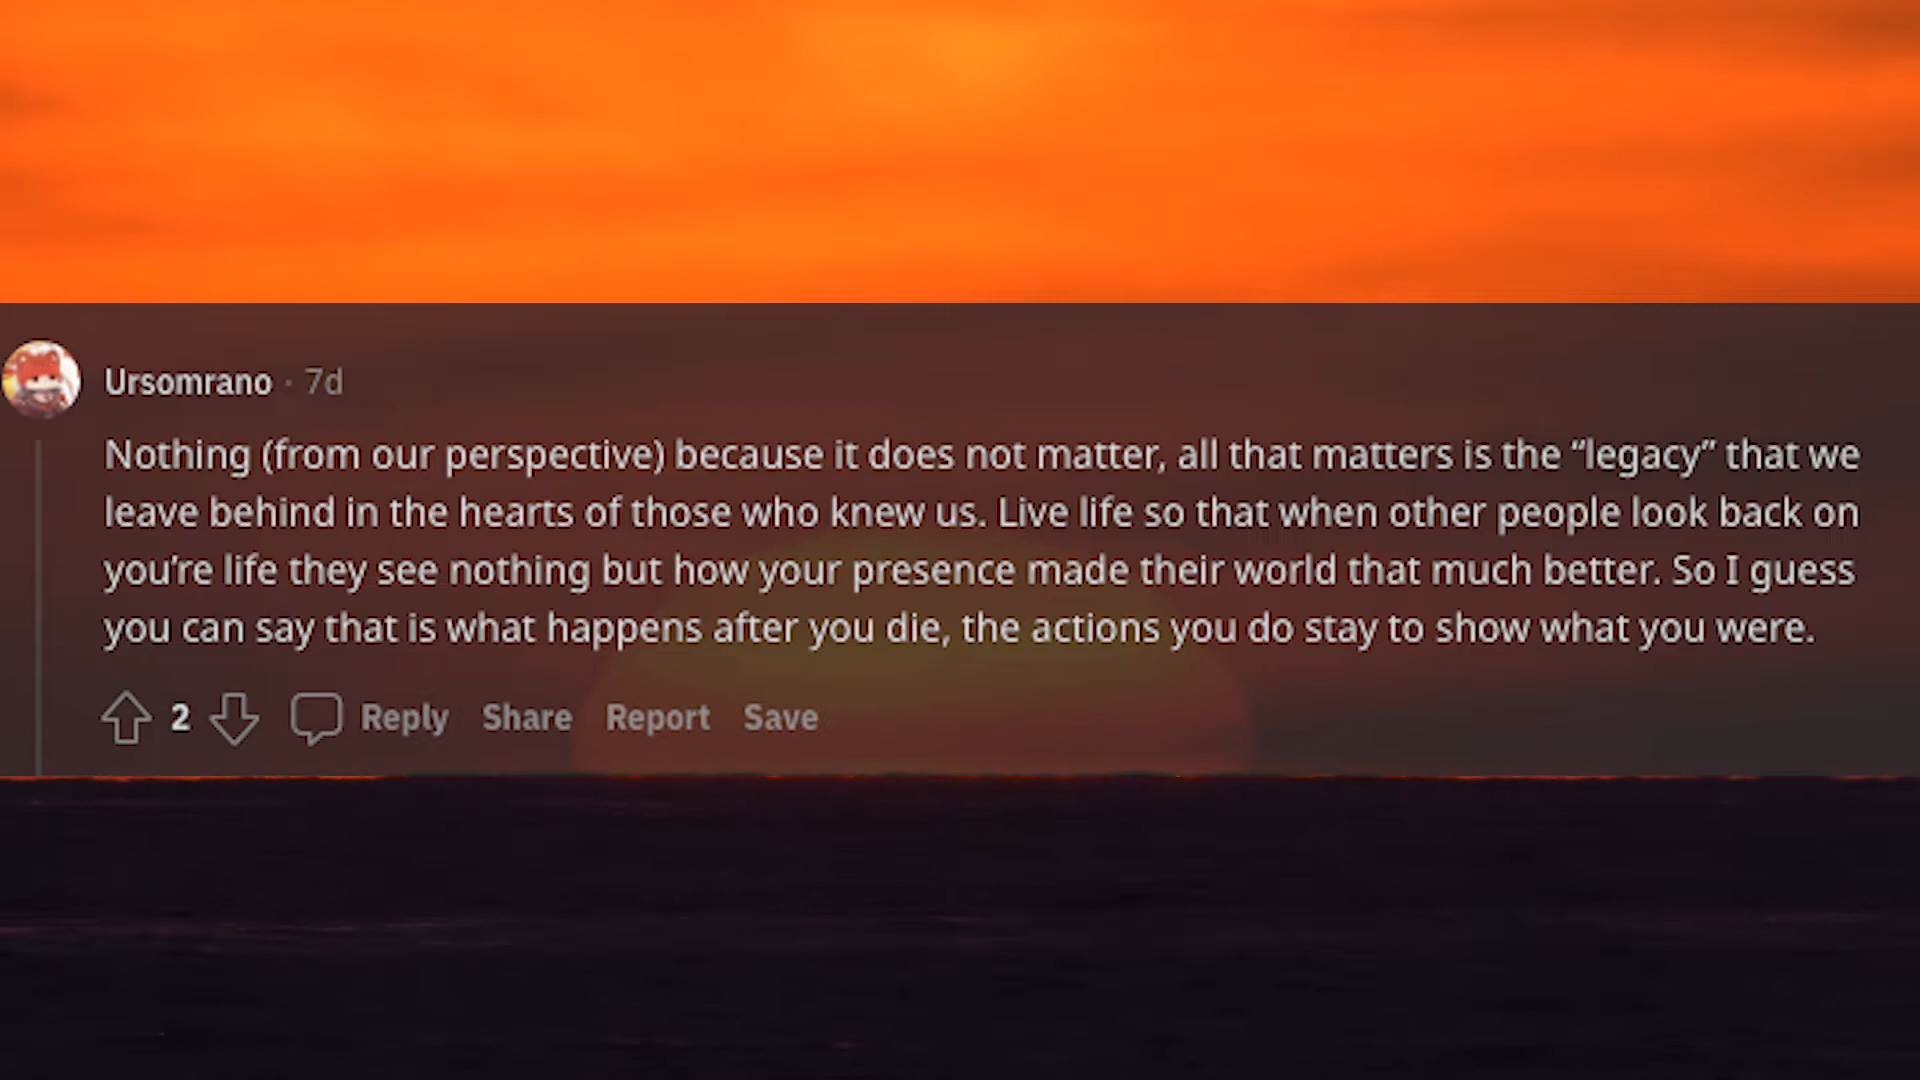 Ursomrano · 7d
Nothing (from our perspective) because it does not matter, all that matters is the “legacy” that we
leave behind in the hearts of those who knew us. Live life so that when other people look back on
you’re life they see nothing but how your presence made their world that much better. So I guess
you can say that is what happens after you die, the actions you do stay to show what you were.
2 Reply Share Report Save